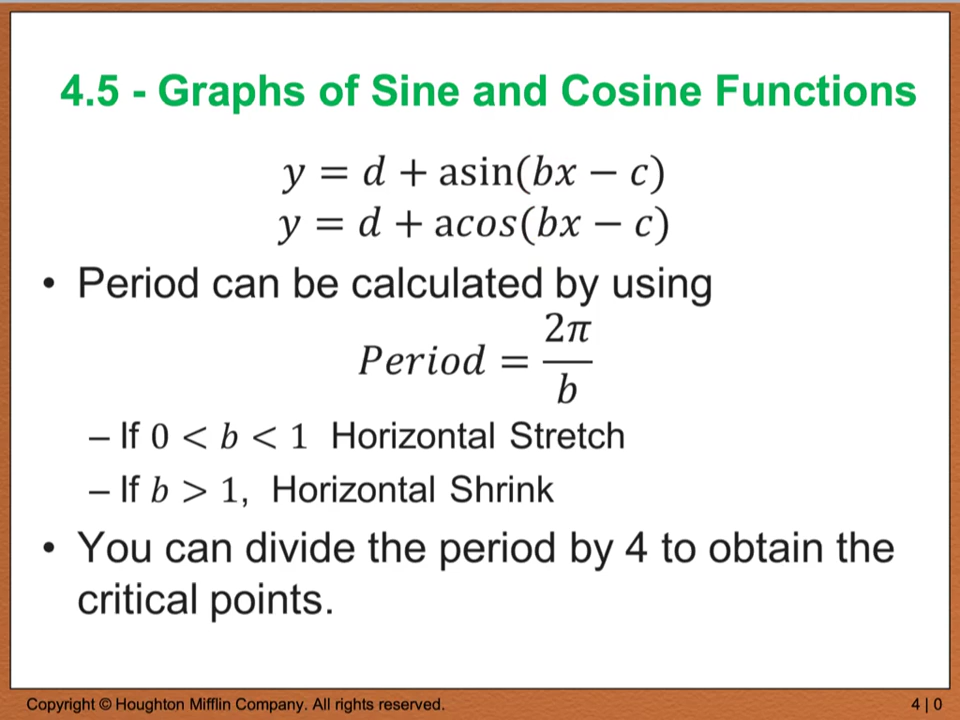 4.5 - Graphs of Sine and Cosine Functions
y = d + asin(bx − c)
y = d + acos(bx − c)
• Period can be calculated by using
Period = 2π/b
– If 0 < b < 1 Horizontal Stretch
– If b > 1, Horizontal Shrink
• You can divide the period by 4 to obtain the
critical points.
Copyright © Houghton Mifflin Company. All rights reserved.
4 | 0